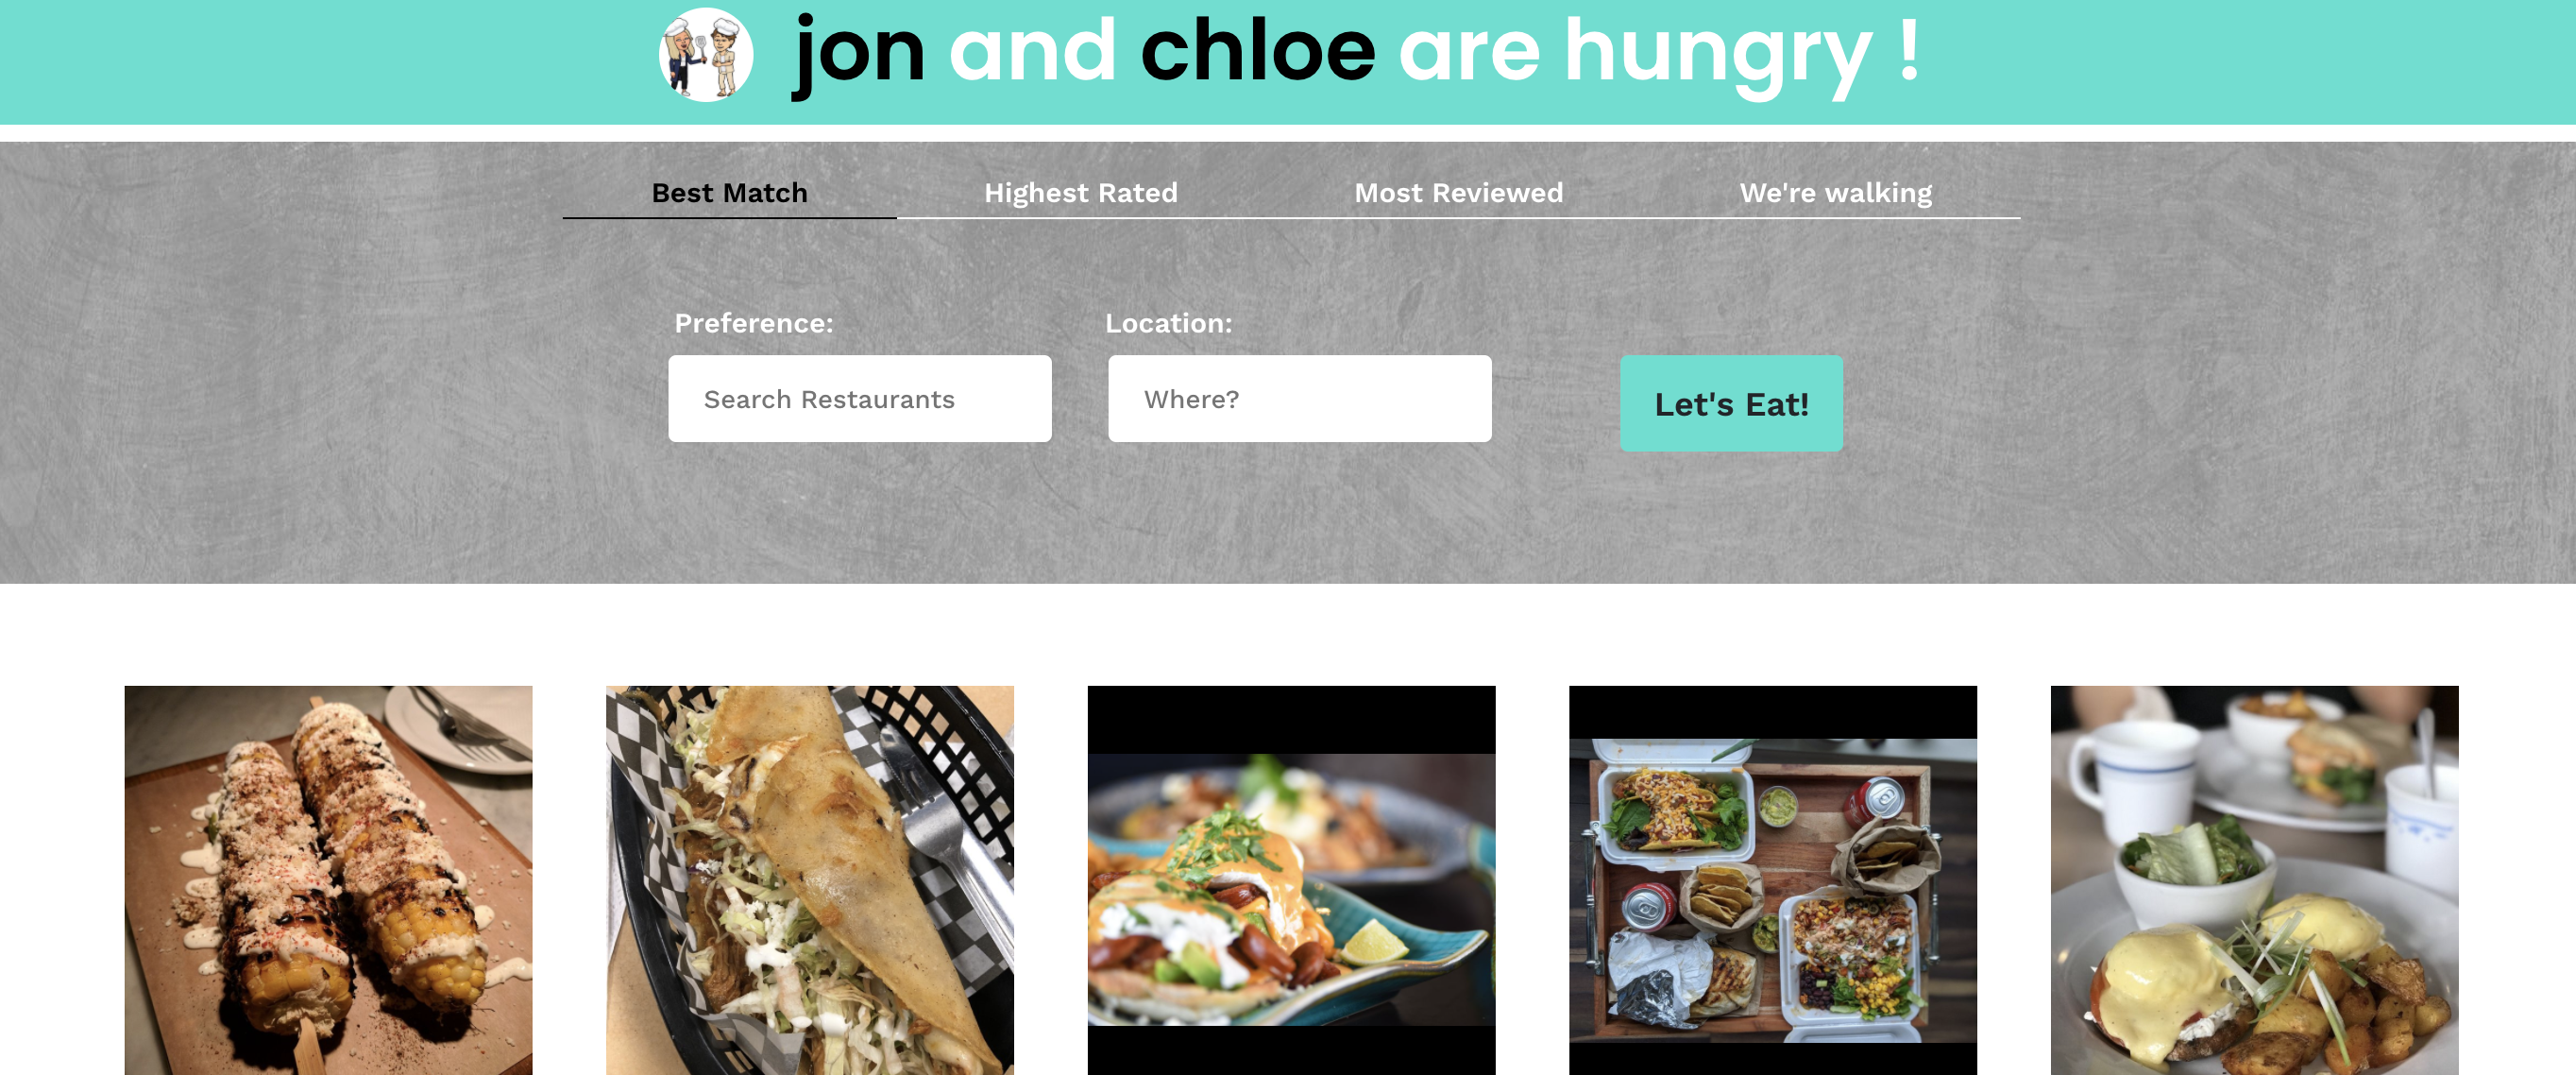 jon and chloe are hungry !
Best Match Highest Rated Most Reviewed We're walking
Preference: Location:
Search Restaurants Where? Let's Eat!